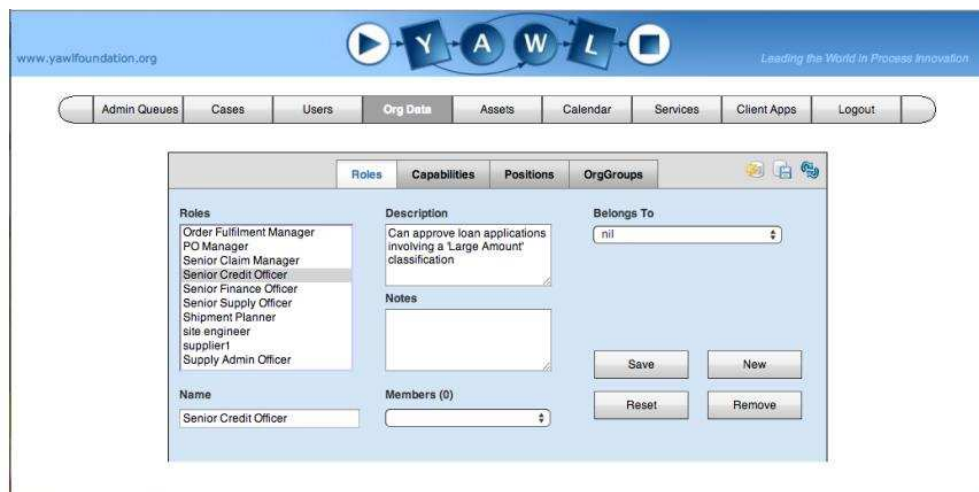 www.yawlfoundation.org
Y A W L
Leading the World in Process Innovation
Admin Queues Cases Users Org Data Assets Calendar Services Client Apps Logout
Roles Capabilities Positions OrgGroups
Roles
Order Fulfilment Manager
PO Manager
Senior Claim Manager
Senior Credit Officer
Senior Finance Officer
Senior Supply Officer
Shipment Planner
site engineer
supplier1
Supply Admin Officer
Name
Senior Credit Officer
Description
Can approve loan applications
involving a 'Large Amount'
classification
Notes
Members (0)
Belongs To
nil
Save New
Reset Remove